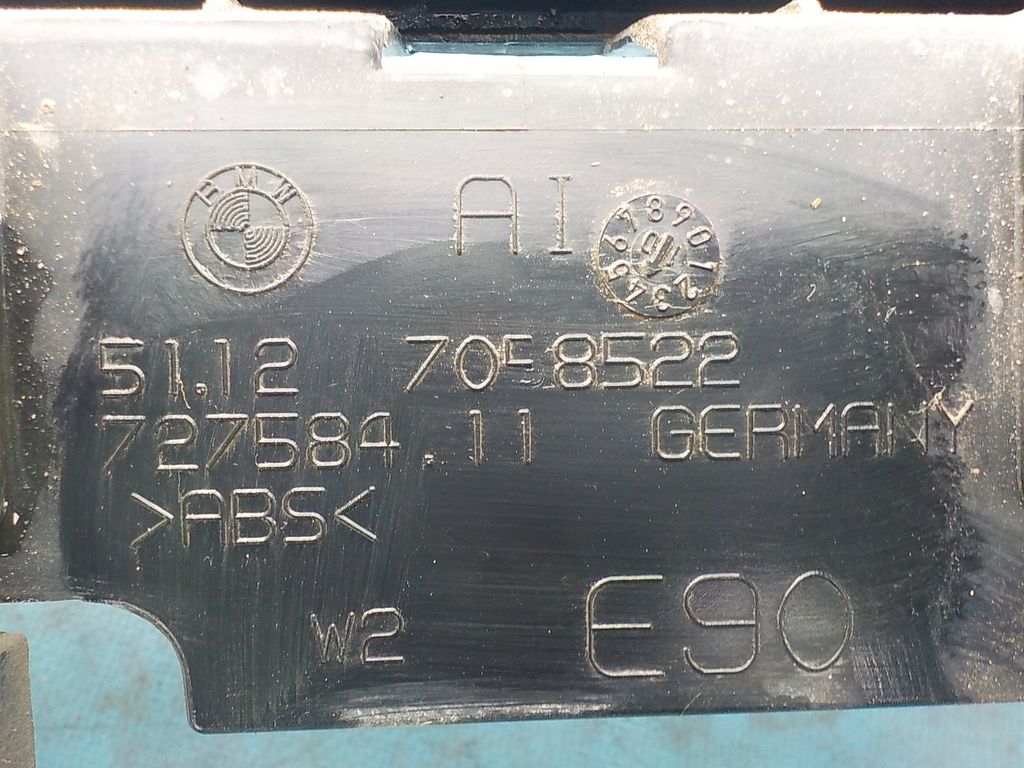 BMW
AI
51.12 7058522
727584.11 GERMANY
>ABS<
W2
E90